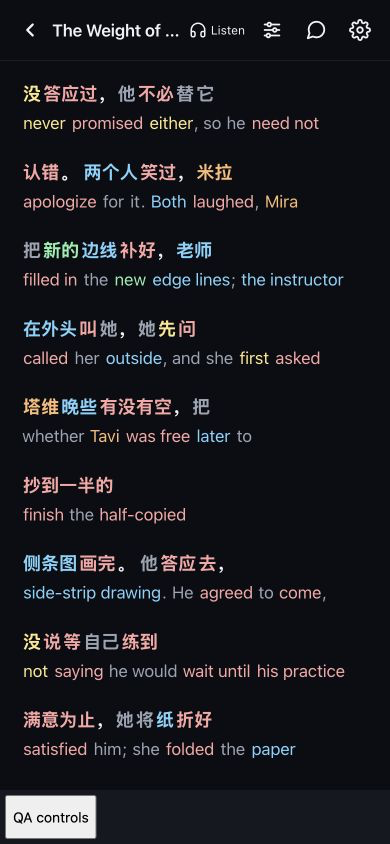 The Weight of ... Listen
没答应过，他不必替它
never promised either, so he need not
认错。两个人笑过，米拉
apologize for it. Both laughed, Mira
把新的边线补好，老师
filled in the new edge lines; the instructor
在外头叫她，她先问
called her outside, and she first asked
塔维晚些有没有空，把
whether Tavi was free later to
抄到一半的
finish the half-copied
侧条图画完。他答应去，
side-strip drawing. He agreed to come,
没说等自己练到
not saying he would wait until his practice
满意为止，她将纸折好
satisfied him; she folded the paper
QA controls